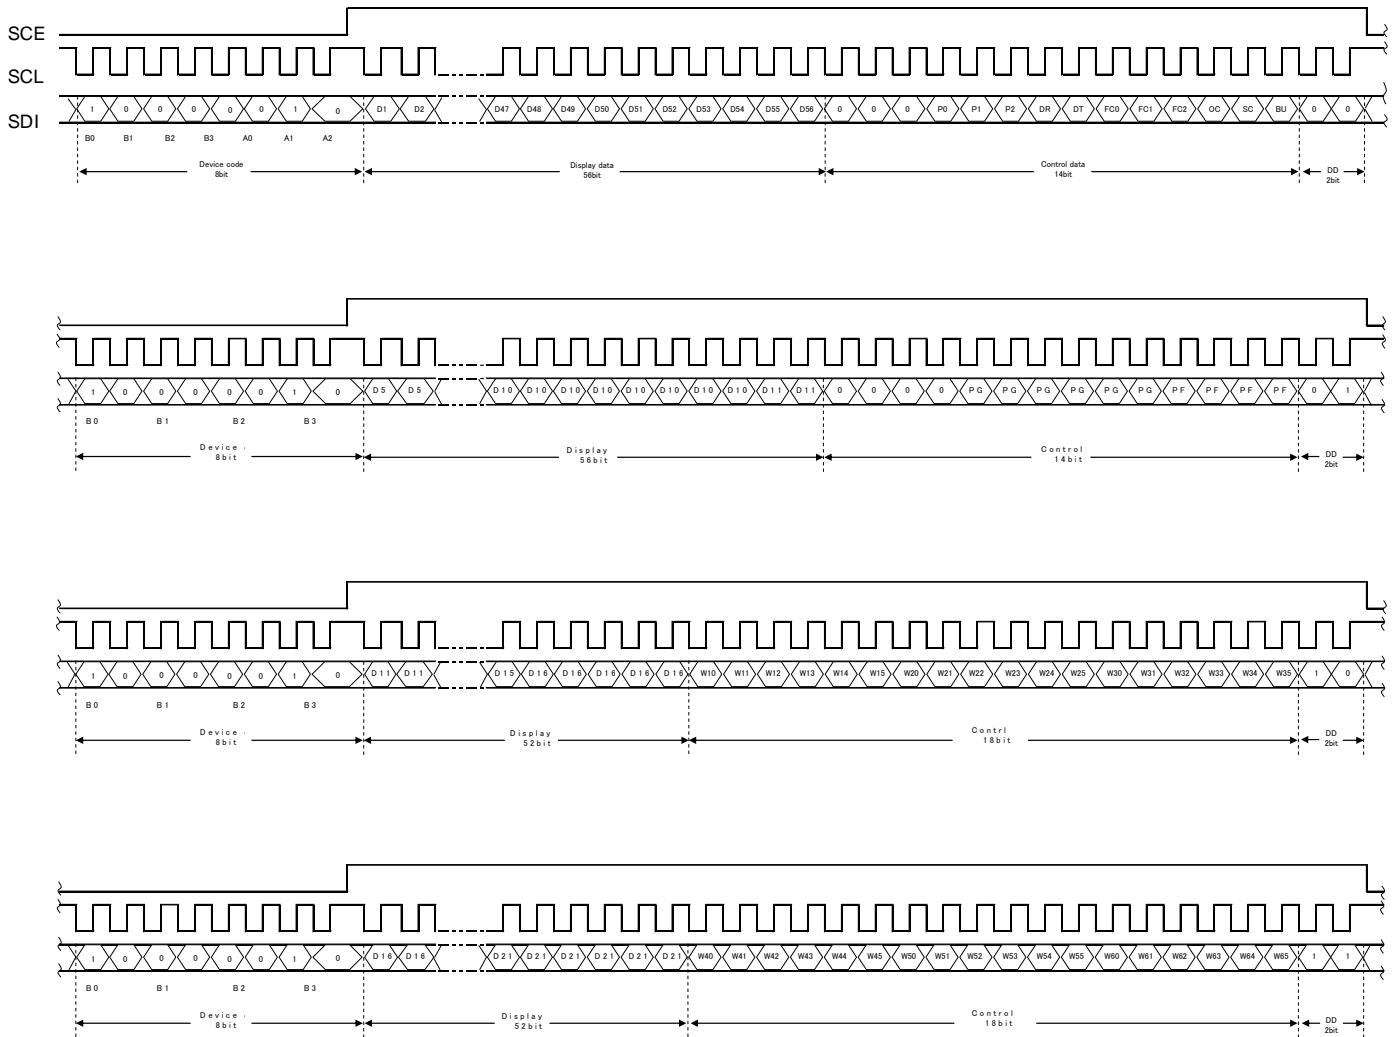 SCE
SCL
SDI
1 0 0 0 0 0 1 0 D1 D2 D47 D48 D49 D50 D51 D52 D53 D54 D55 D56 0 0 0 P0 P1 P2 DR DT FC0 FC1 FC2 OC SC BU 0 0
B0 B1 B2 B3 A0 A1 A2
Device code Display data Control data DD
8bit 56bit 14bit 2bit
1 0 0 0 0 0 1 0 D5 D5 D10 D10 D10 D10 D10 D10 D10 D10 D11 D11 0 0 0 0 PG PG PG PG PG PG PF PF PF PF 0 1
B0 B1 B2 B3
Device Display Control DD
8bit 56bit 14bit 2bit
1 0 0 0 0 0 1 0 D11 D11 D15 D16 D16 D16 D16 D16 W10 W11 W12 W13 W14 W15 W20 W21 W22 W23 W24 W25 W30 W31 W32 W33 W34 W35 1 0
B0 B1 B2 B3
Device Display Contrl DD
8bit 52bit 18bit 2bit
1 0 0 0 0 0 1 0 D16 D16 D21 D21 D21 D21 D21 D21 W40 W41 W42 W43 W44 W45 W50 W51 W52 W53 W54 W55 W60 W61 W62 W63 W64 W65 1 1
B0 B1 B2 B3
Device Display Control DD
8bit 52bit 18bit 2bit